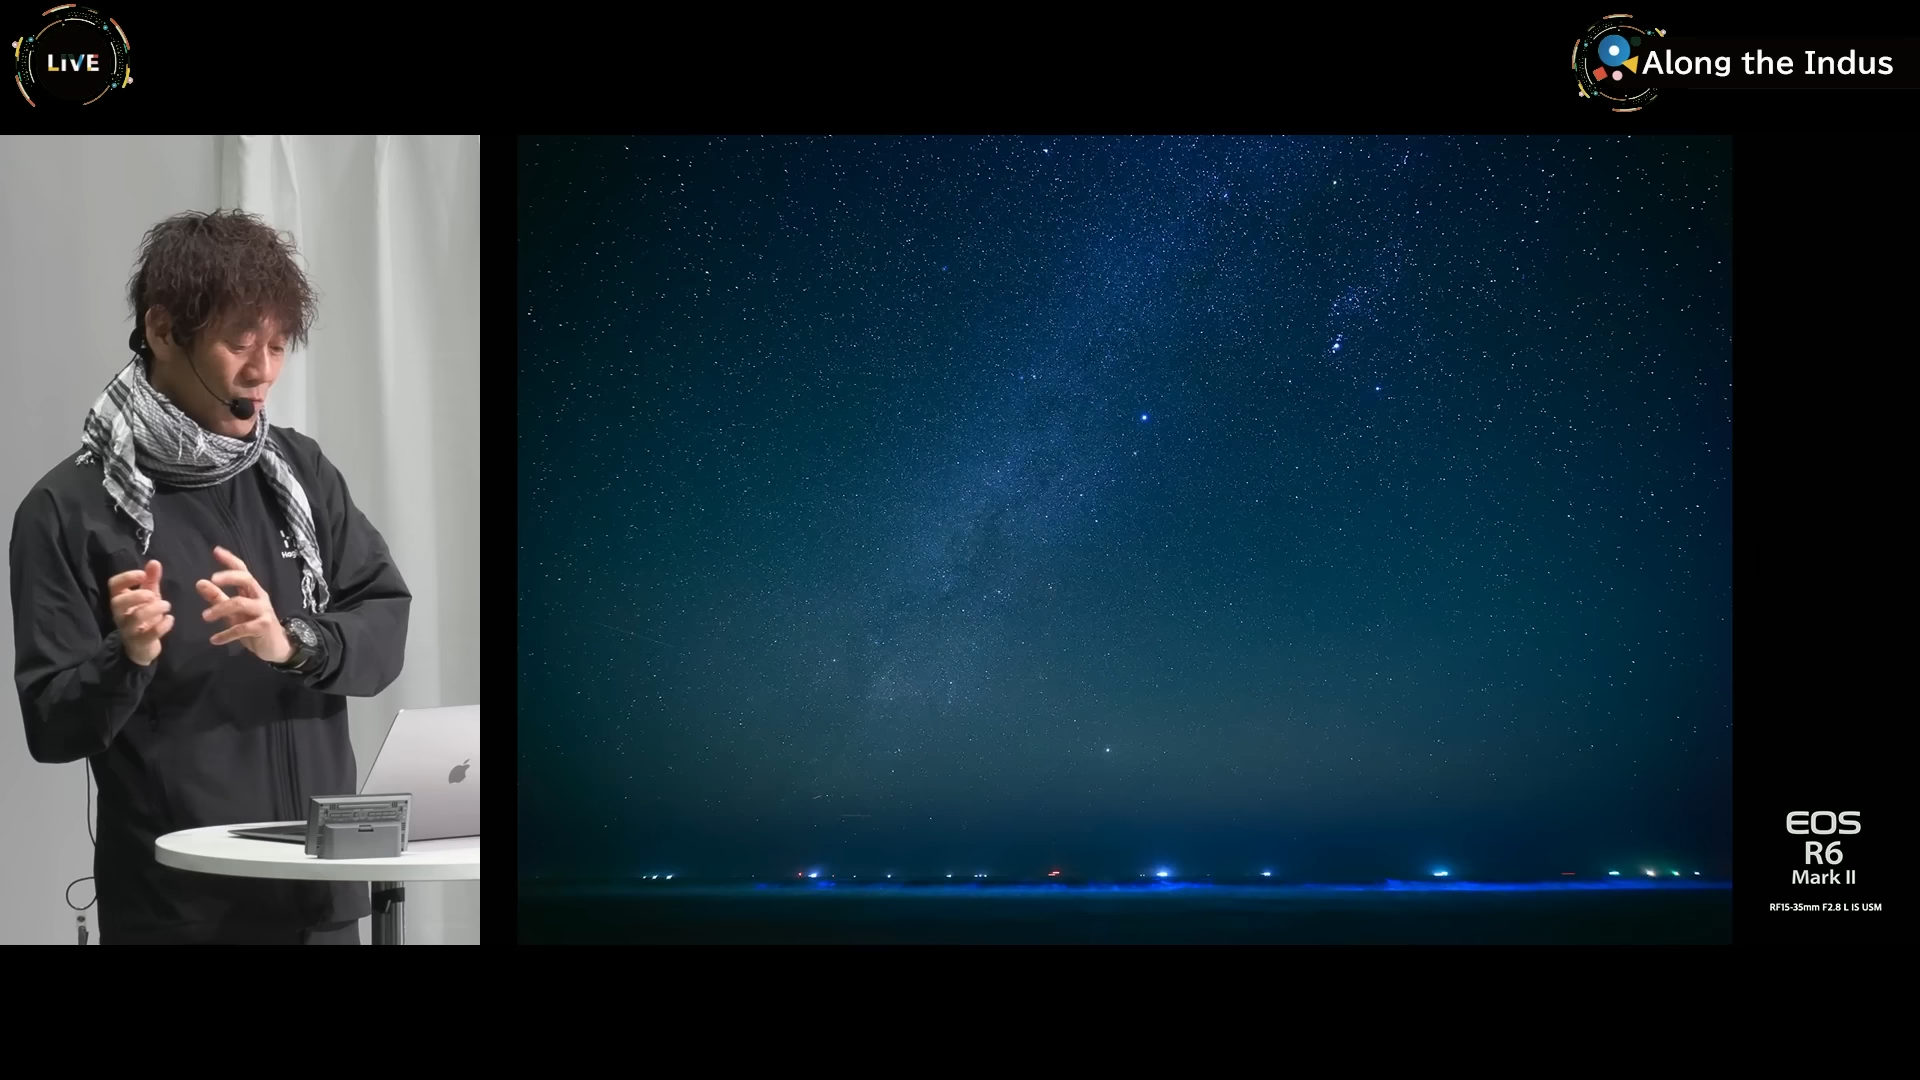 LiVE
Along the Indus
EOS
R6
Mark II
RF15-35mm F2.8 L IS USM